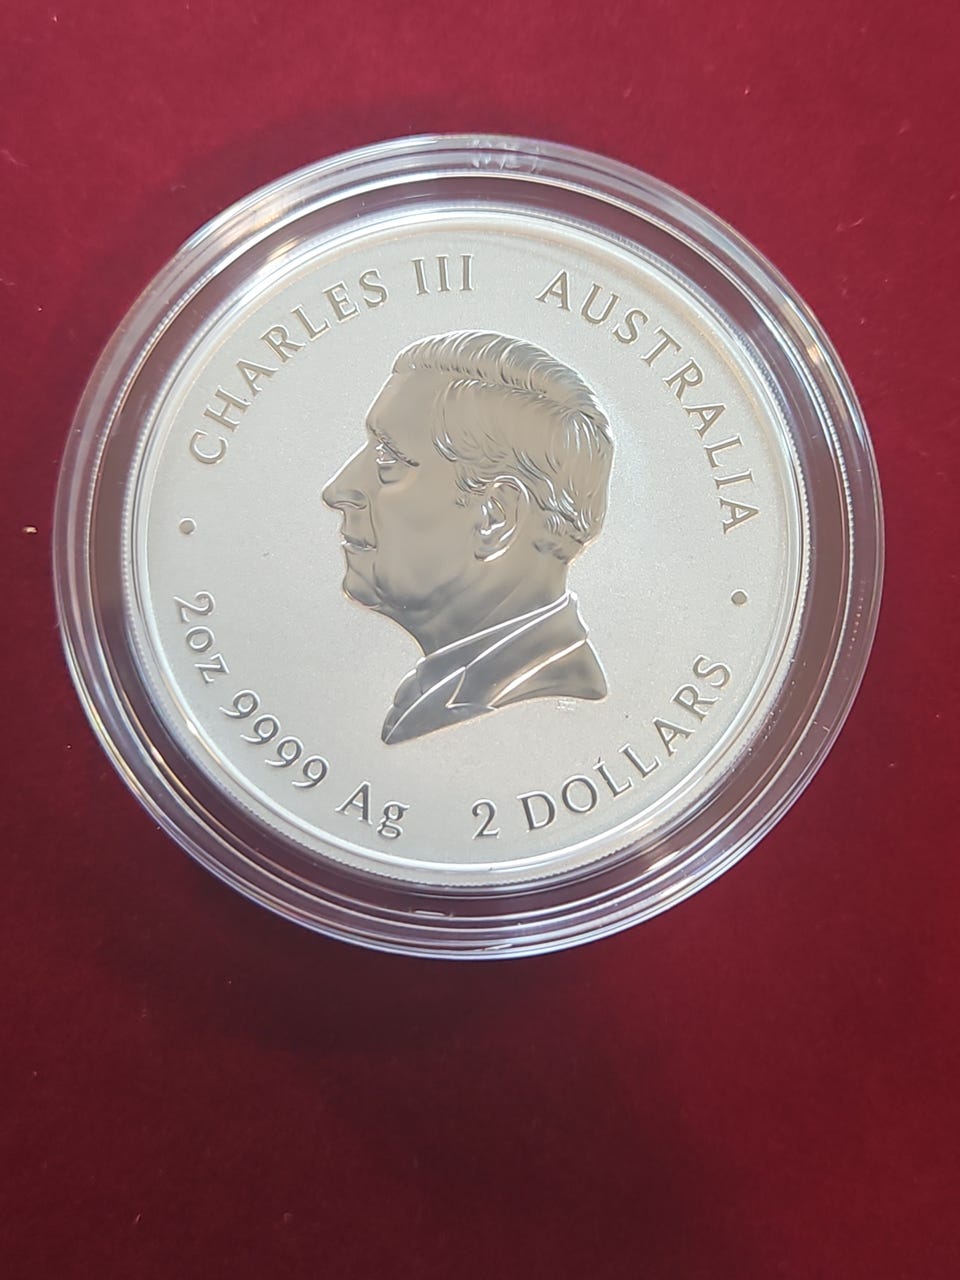 CHARLES III AUSTRALIA
2oz 9999 Ag 2 DOLLARS